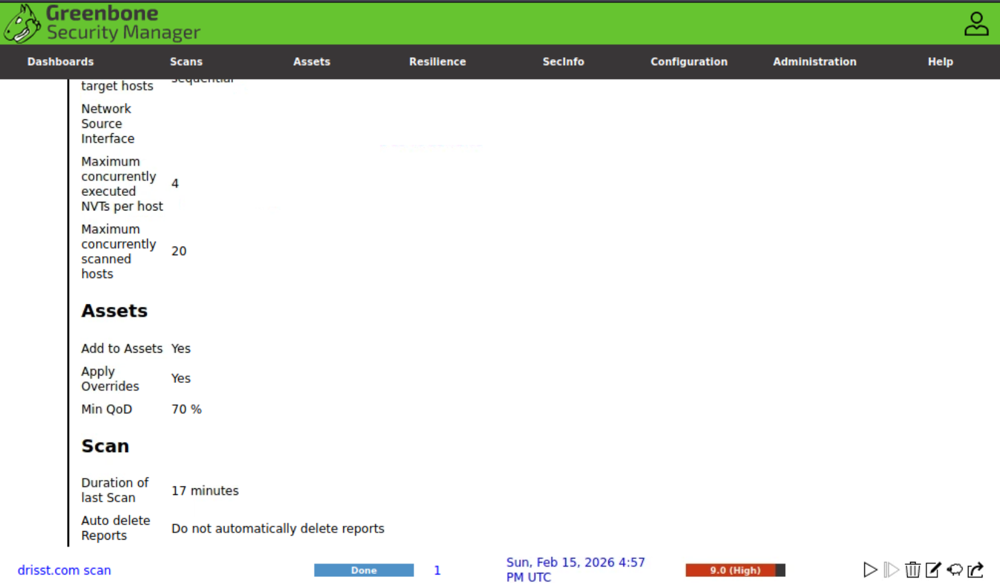 Greenbone
Security Manager
Dashboards Scans Assets Resilience SecInfo Configuration Administration Help
target hosts sequential
Network
Source
Interface
Maximum
concurrently
executed
NVTs per host
4
Maximum
concurrently
scanned
hosts
20
Assets
Add to Assets Yes
Apply
Overrides
Yes
Min QoD 70 %
Scan
Duration of
last Scan
17 minutes
Auto delete
Reports
Do not automatically delete reports
drisst.com scan Done 1 Sun, Feb 15, 2026 4:57
PM UTC
9.0 (High)